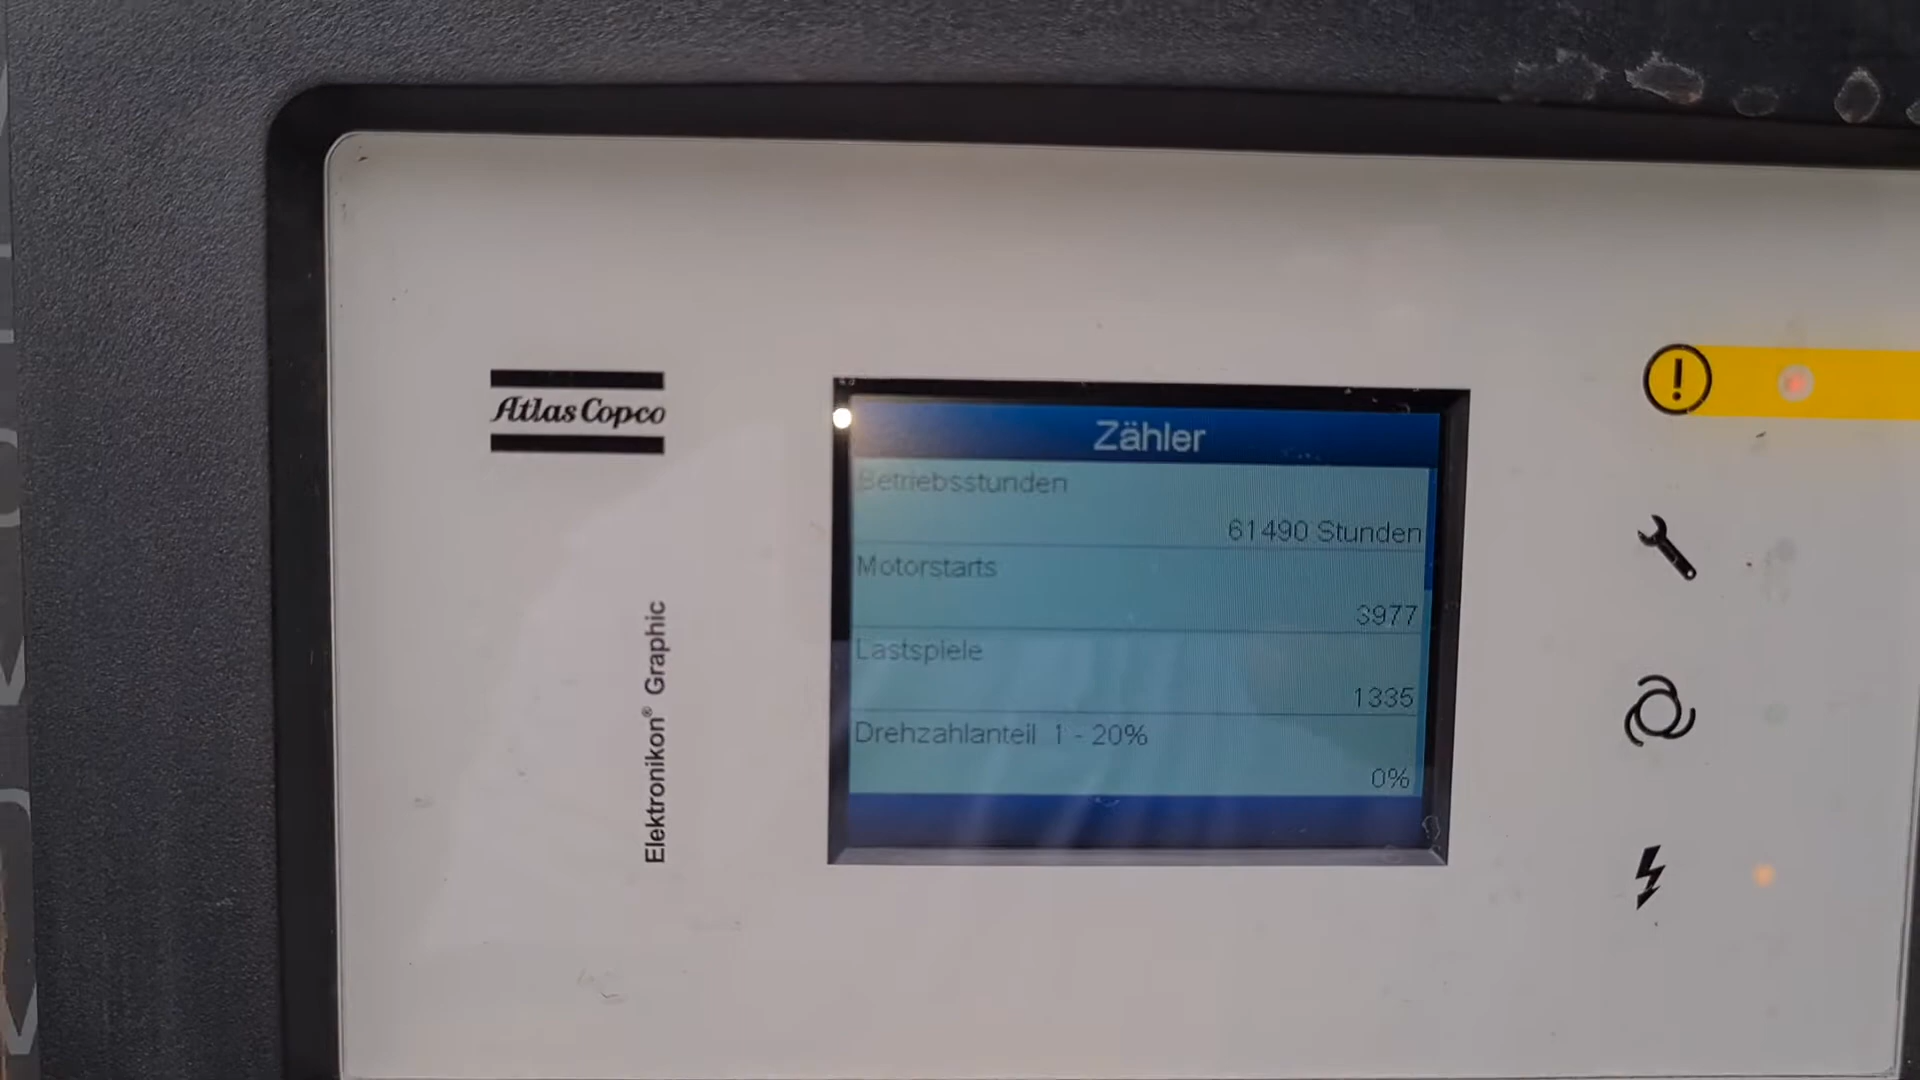 Atlas Copco
Elektronikon® Graphic
Zähler
Betriebsstunden
61490 Stunden
Motorstarts
3977
Lastspiele
1335
Drehzahlanteil 1 - 20%
0%